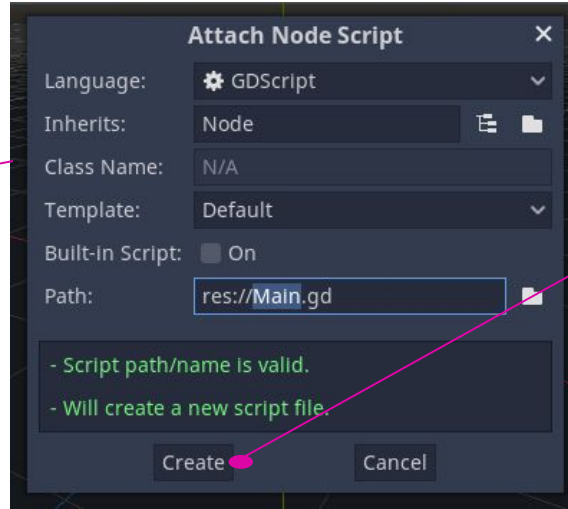 Attach Node Script
Language: GDScript
Inherits: Node
Class Name: N/A
Template: Default
Built-in Script: On
Path: res://Main.gd
- Script path/name is valid.
- Will create a new script file.
Create Cancel